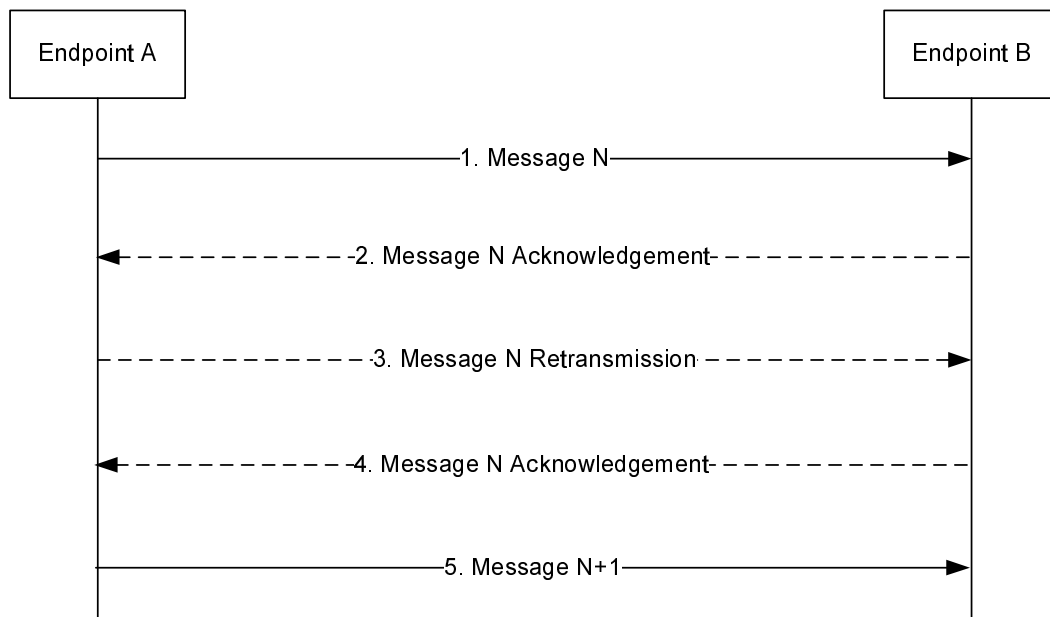 Endpoint A
Endpoint B
1. Message N
2. Message N Acknowledgement
3. Message N Retransmission
4. Message N Acknowledgement
5. Message N+1